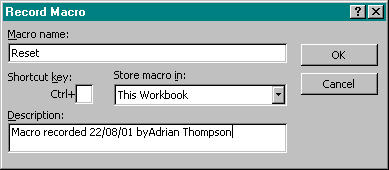 Record Macro
Macro name:
Reset
OK
Shortcut key:
Store macro in:
Ctrl+
This Workbook
Cancel
Description:
Macro recorded 22/08/01 byAdrian Thompson